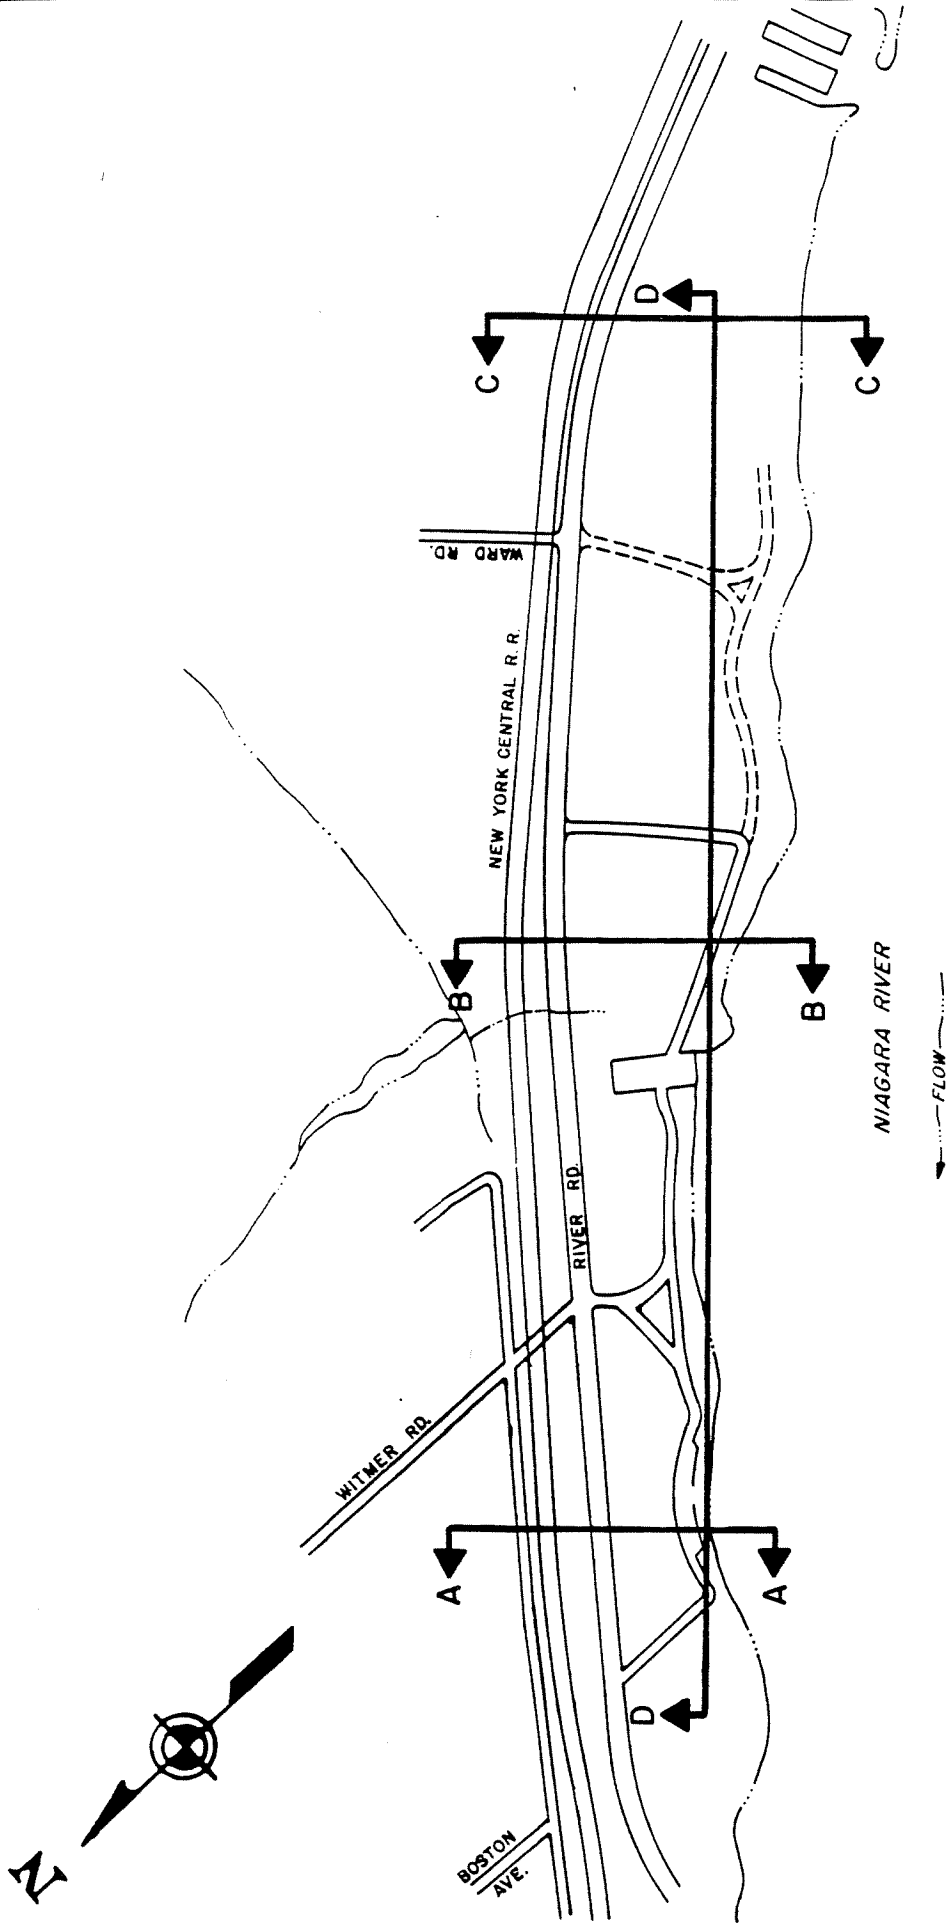 D
C
C
WARD RD.
NEW YORK CENTRAL R.R.
B
B
NIAGARA RIVER
FLOW
RIVER RD.
WITMER RD.
A
A
D
N
BOSTON
AVE.